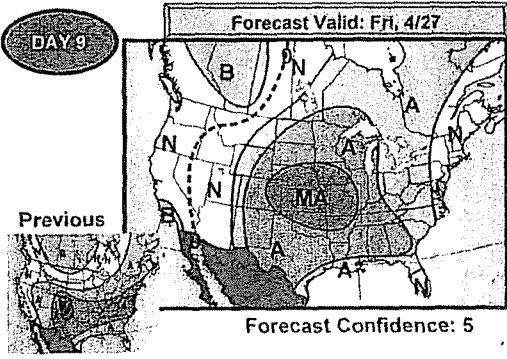 Forecast Valid: Fri, 4/27
DAY 9
B
N
A
N
A
N
N
MA
B
A
A
N
Previous
Forecast Confidence: 5